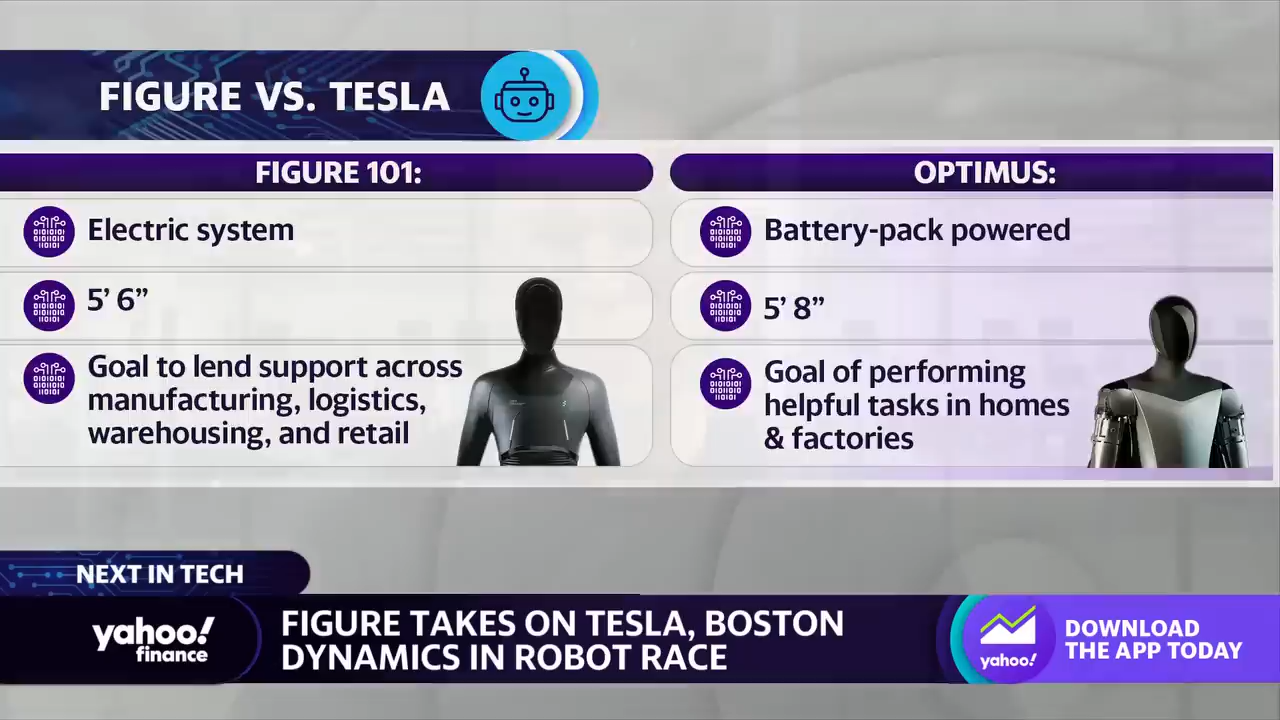 FIGURE VS. TESLA
FIGURE 101:
Electric system
5’ 6”
Goal to lend support across
manufacturing, logistics,
warehousing, and retail
OPTIMUS:
Battery-pack powered
5’ 8”
Goal of performing
helpful tasks in homes
& factories
NEXT IN TECH
yahoo!
finance
FIGURE TAKES ON TESLA, BOSTON
DYNAMICS IN ROBOT RACE
yahoo!
DOWNLOAD
THE APP TODAY